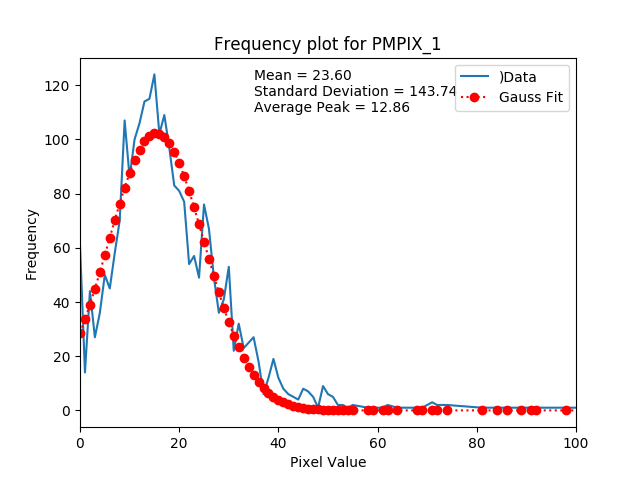 Frequency plot for PMPIX_1
Mean = 23.60
Standard Deviation = 143.74
Average Peak = 12.86
)Data
Gauss Fit
Frequency
120
100
80
60
40
20
0
0 20 40 60 80 100
Pixel Value